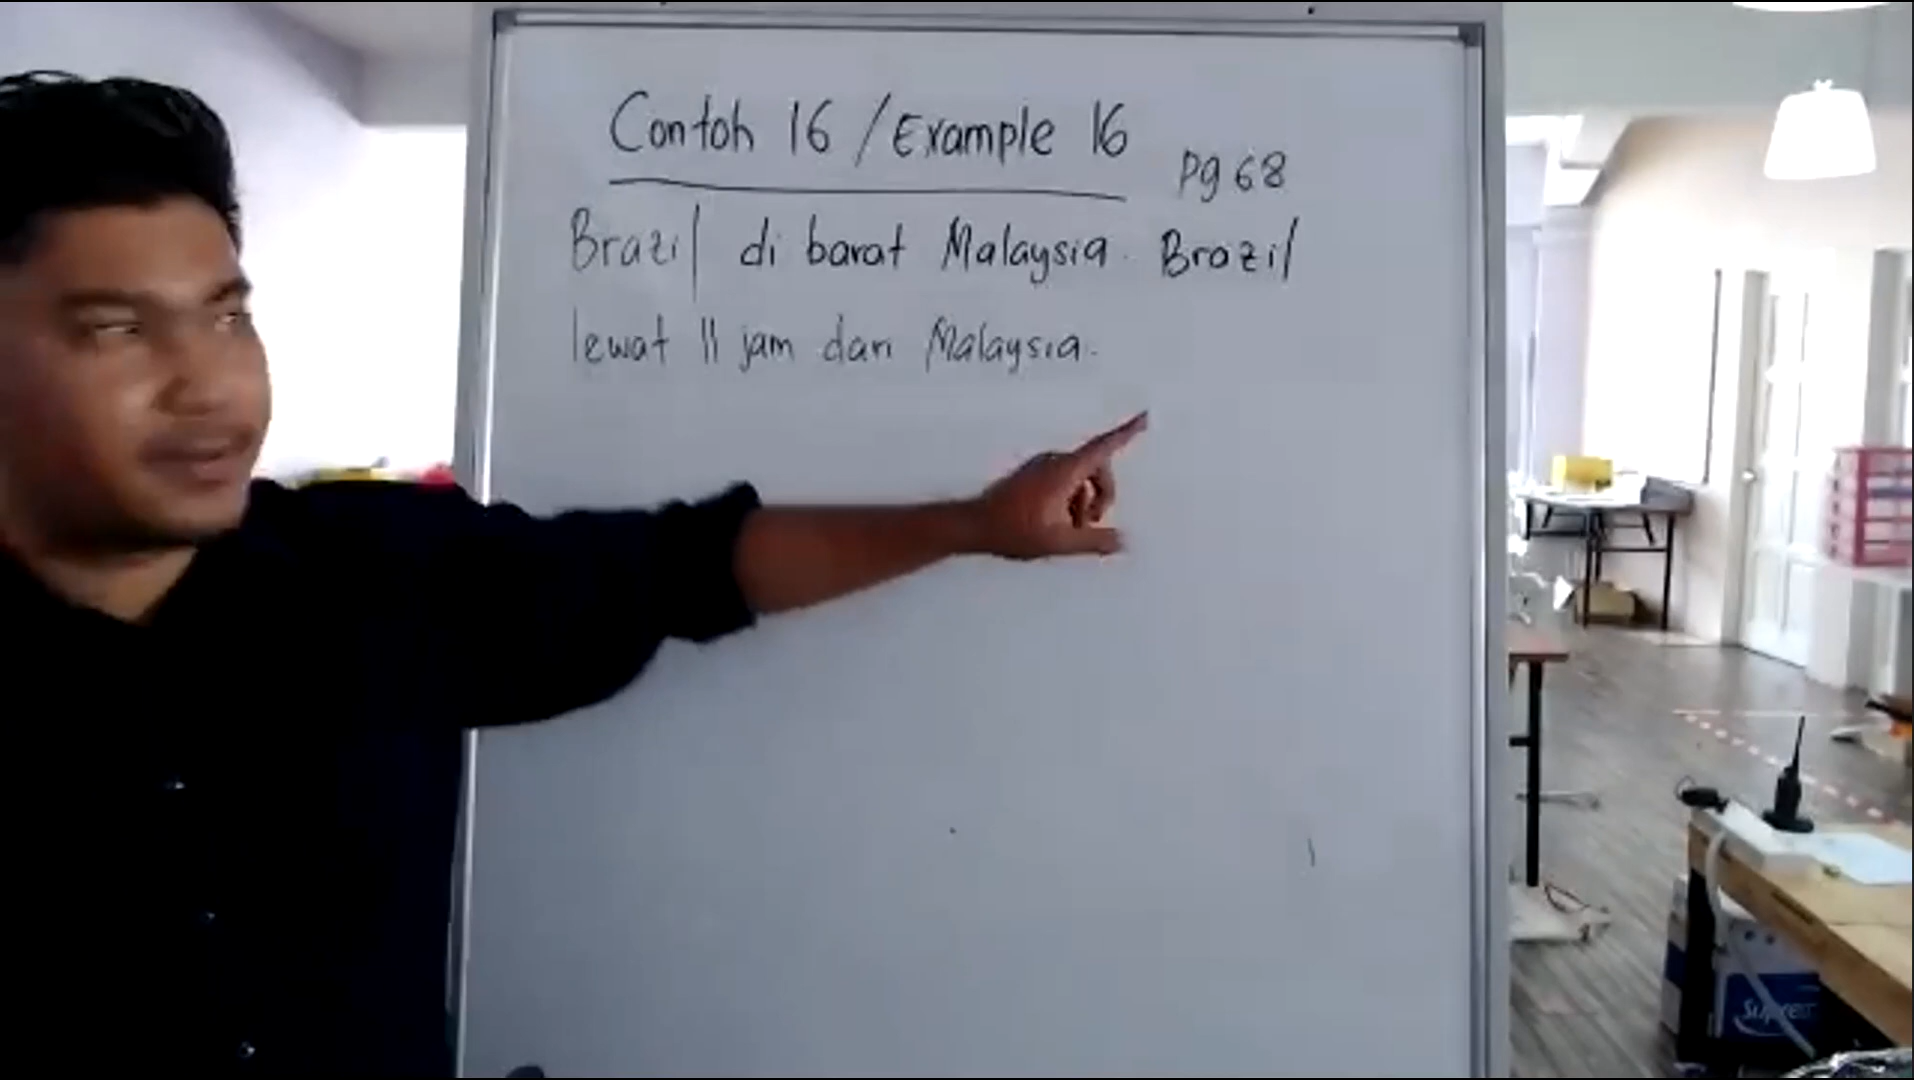 Contoh 16 / Example 16
Pg 68
Brazil di barat Malaysia. Brazil
lewat 11 jam dari Malaysia.